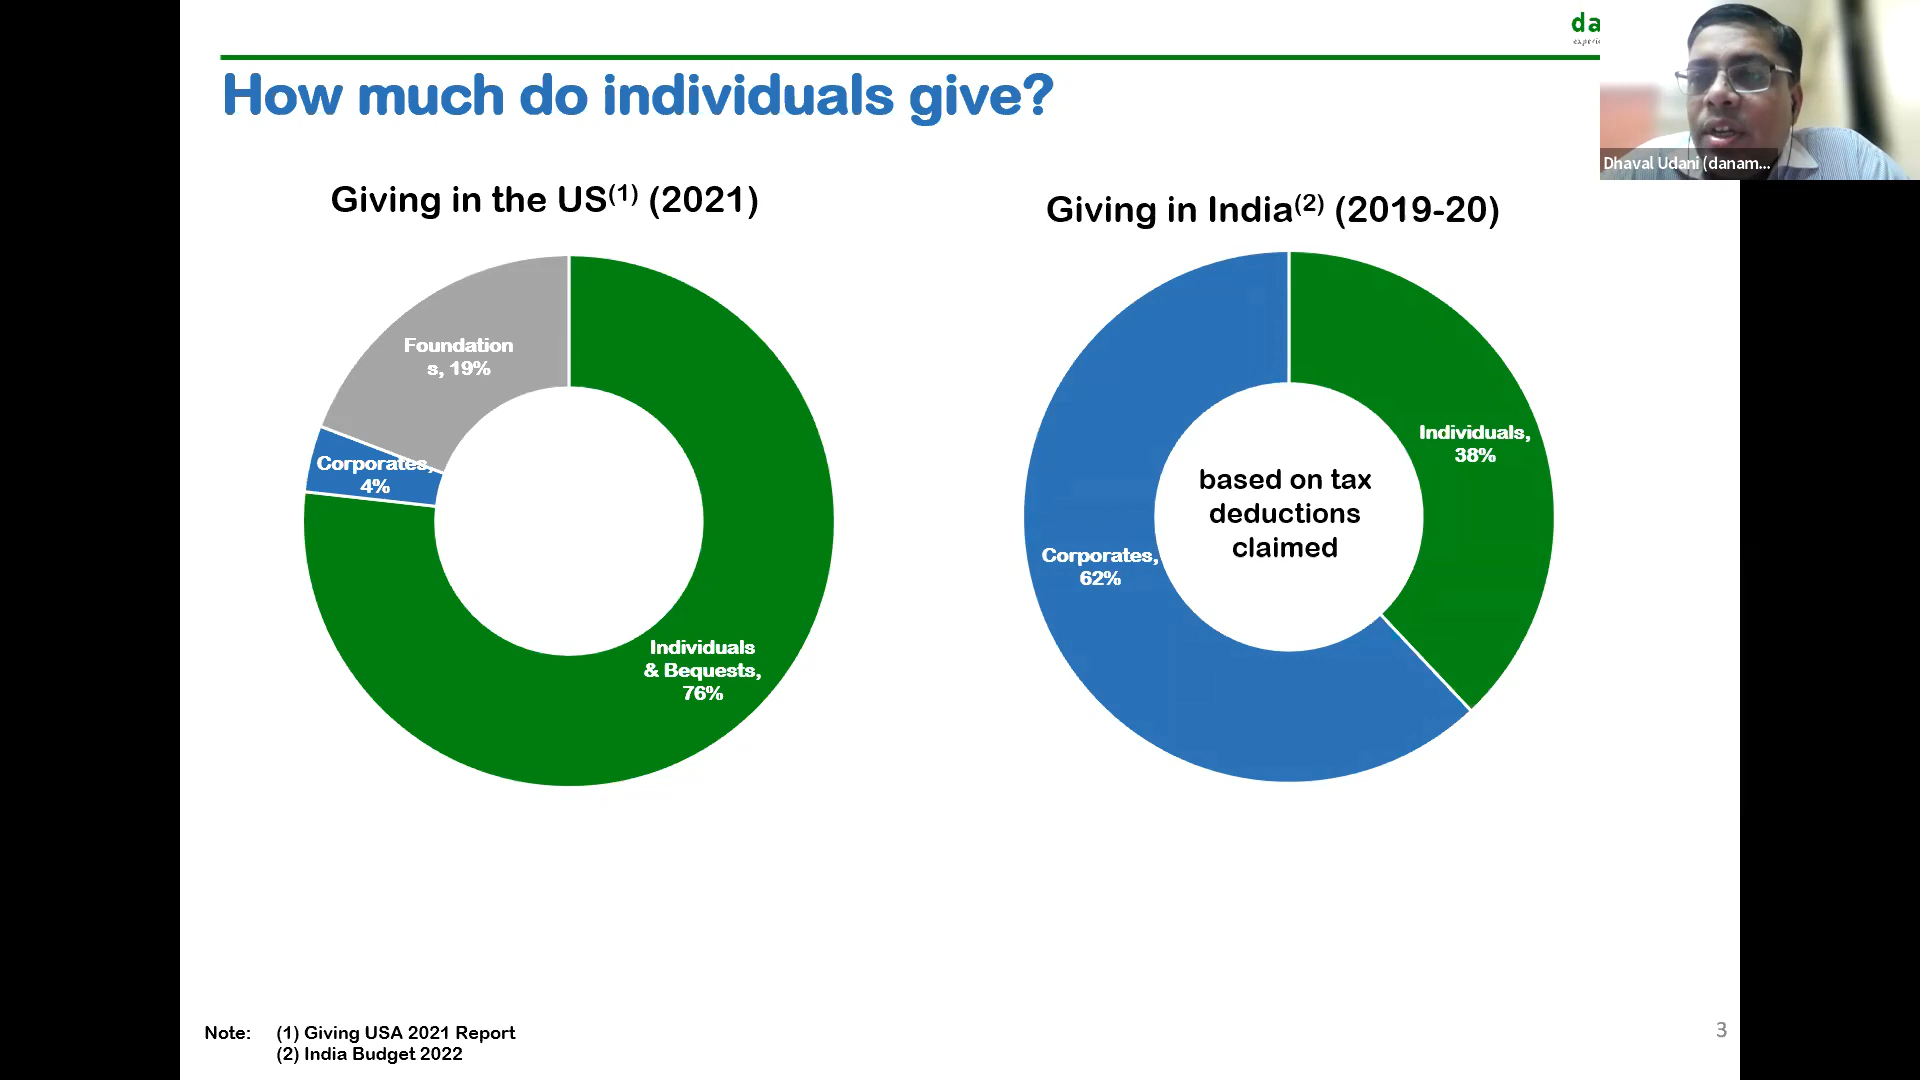 da
How much do individuals give?
Dhaval Udani (danam...
Giving in the US(1) (2021)
Giving in India(2) (2019-20)
Foundation
s, 19%
Corporates,
4%
Individuals
& Bequests,
76%
Individuals,
38%
based on tax
deductions
claimed
Corporates,
62%
Note: (1) Giving USA 2021 Report
(2) India Budget 2022
3